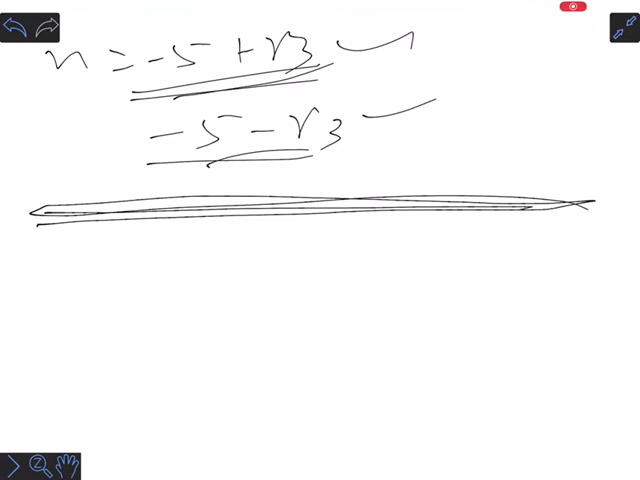 x = -5 + √3
-5 - √3